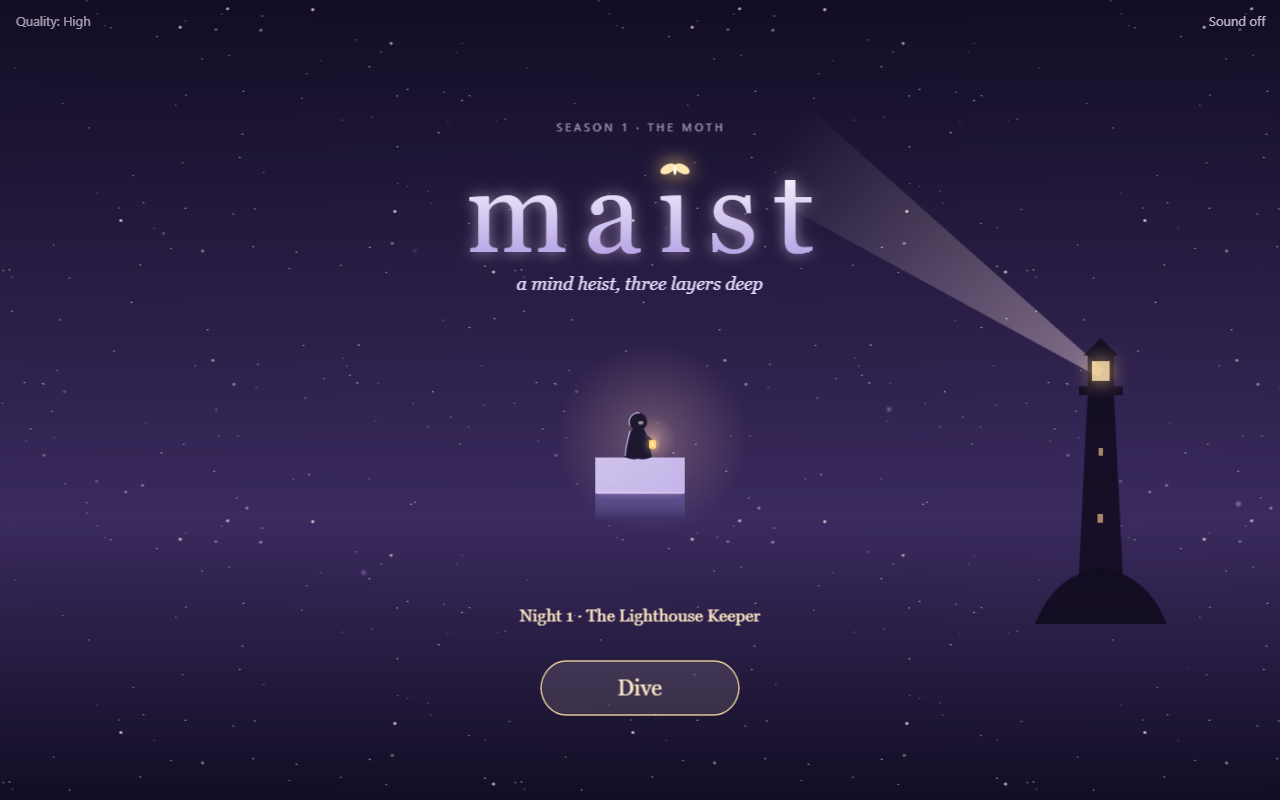 Quality: High
Sound off
SEASON 1 · THE MOTH
maist
a mind heist, three layers deep
Night 1 · The Lighthouse Keeper
Dive